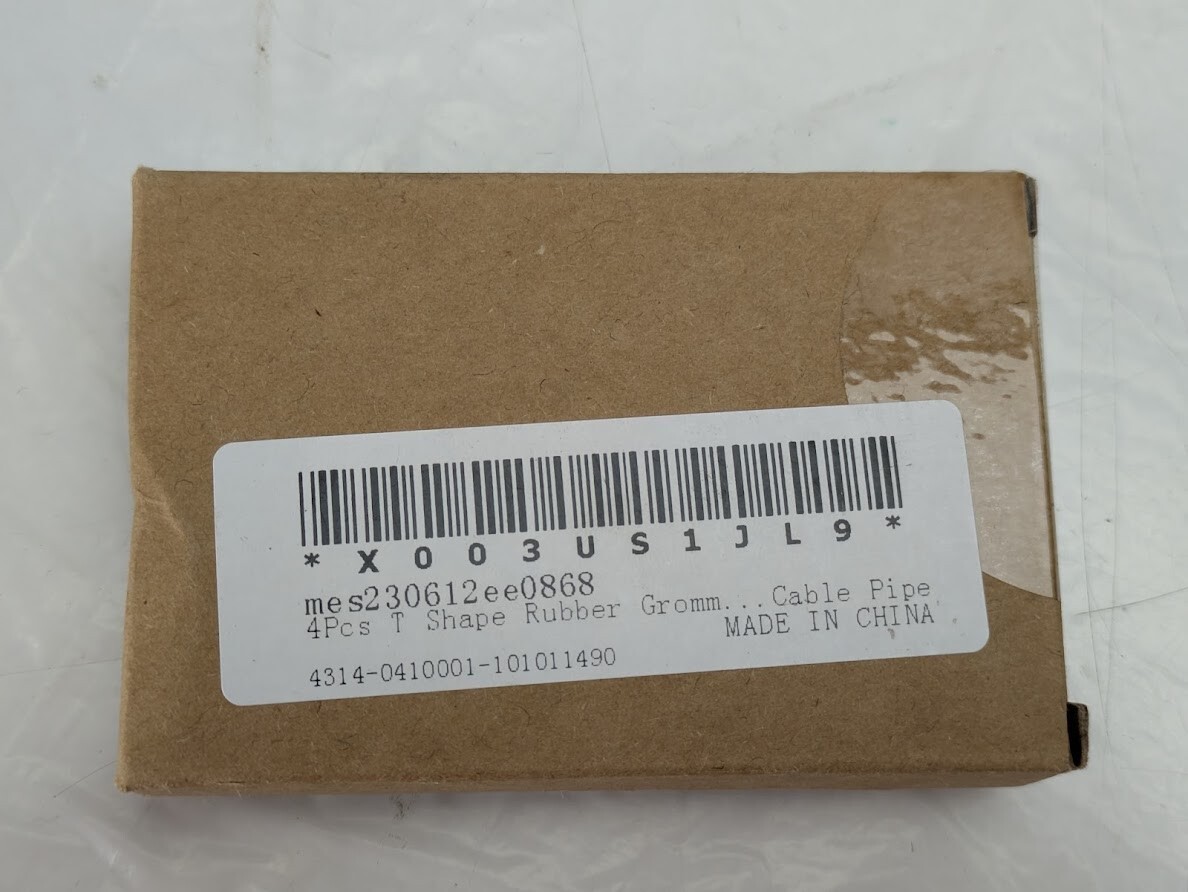 *X003US1JL9*
mes230612ee0868
4Pcs T Shape Rubber Gromm...Cable Pipe
MADE IN CHINA
4314-0410001-101011490